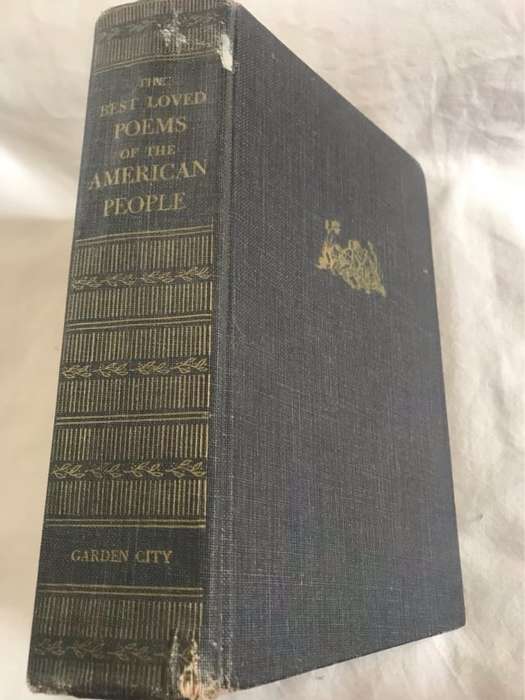 THE
BEST LOVED
POEMS
OF THE
AMERICAN
PEOPLE
GARDEN CITY